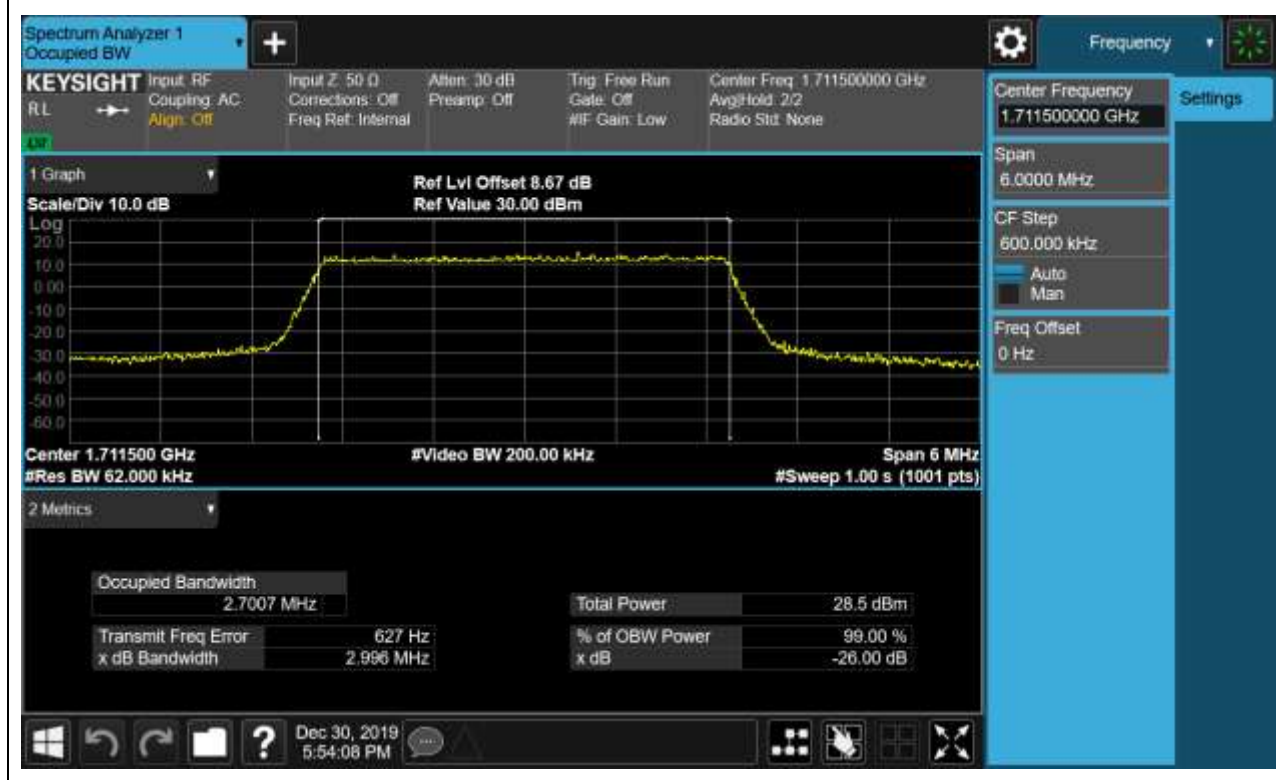 Spectrum Analyzer 1
Occupied BW
+
Frequency
KEYSIGHT
RL
Input: RF
Coupling: AC
Align: Off
Input Z: 50 Ω
Corrections: Off
Freq Ref: Internal
Atten: 30 dB
Preamp: Off
Trig: Free Run
Gate: Off
#IF Gain: Low
Center Freq: 1.711500000 GHz
Avg|Hold: 2/2
Radio Std: None
Center Frequency
1.711500000 GHz
Settings
Span
6.0000 MHz
CF Step
600.000 kHz
Auto
Man
Freq Offset
0 Hz
1 Graph
Scale/Div 10.0 dB
Ref Lvl Offset 8.67 dB
Ref Value 30.00 dBm
Log
20.0
10.0
0.00
-10.0
-20.0
-30.0
-40.0
-50.0
-60.0
Center 1.711500 GHz
#Video BW 200.00 kHz
Span 6 MHz
#Res BW 62.000 kHz
#Sweep 1.00 s (1001 pts)
2 Metrics
Occupied Bandwidth
2.7007 MHz
Total Power 28.5 dBm
Transmit Freq Error 627 Hz
% of OBW Power 99.00 %
x dB Bandwidth 2.996 MHz
x dB -26.00 dB
?
Dec 30, 2019
5:54:08 PM